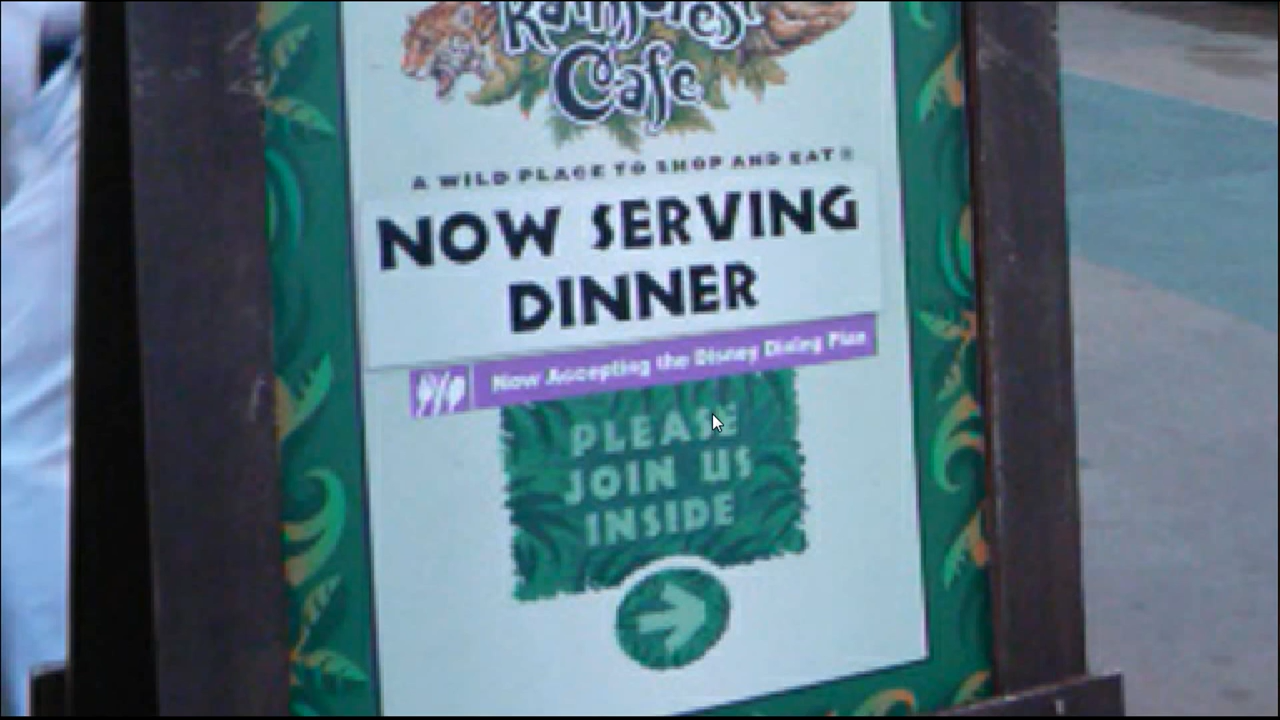 Rainforest
Cafe
A WILD PLACE TO SHOP AND EAT®
NOW SERVING
DINNER
Now Accepting the Disney Dining Plan
PLEASE
JOIN US
INSIDE